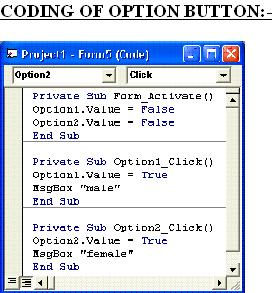 CODING OF OPTION BUTTON:-
Project1 - Form5 (Code)
Option2 Click
Private Sub Form_Activate()
Option1.Value = False
Option2.Value = False
End Sub
Private Sub Option1_Click()
Option1.Value = True
MsgBox "male"
End Sub
Private Sub Option2_Click()
Option2.Value = True
MsgBox "female"
End Sub